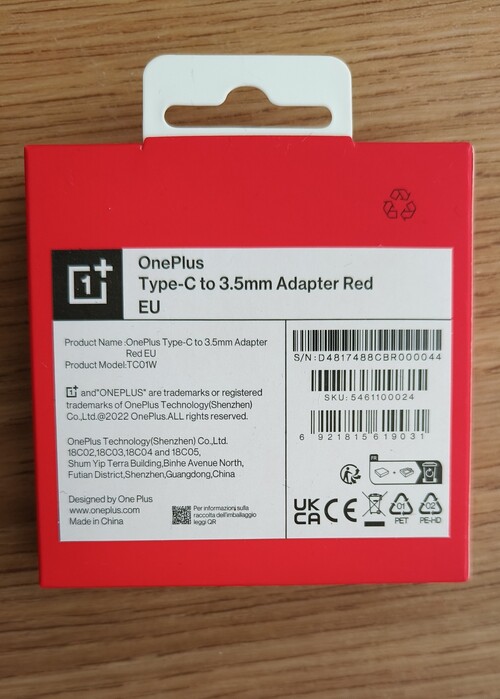 OnePlus
Type-C to 3.5mm Adapter Red
EU
Product Name :OnePlus Type-C to 3.5mm Adapter
Red EU
Product Model:TC01W
1+ and"ONEPLUS" are trademarks or registered
trademarks of OnePlus Technology(Shenzhen)
Co.,Ltd.@2022 OnePlus.ALL rights reserved.
OnePlus Technology(Shenzhen) Co.,Ltd.
18C02,18C03,18C04 and 18C05,
Shum Yip Terra Building,Binhe Avenue North,
Futian District,Shenzhen,Guangdong,China
Designed by One Plus
www.oneplus.com
Made in China
Per informazioni sulla
raccolta dell'imballaggio
leggi QR
S/N:D4817488CBR000044
SKU: 5461100024
6 921815 619031
FR
UK
CA
CE
01
PET
02
PE-HD